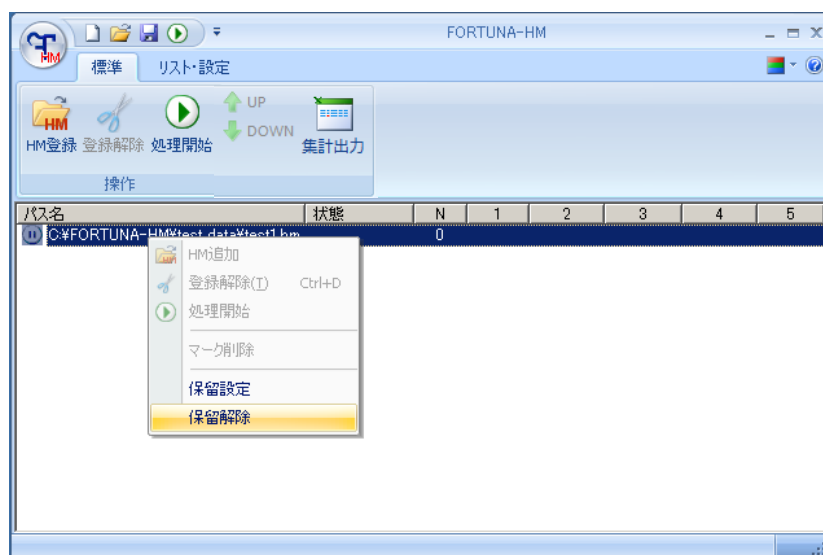 FORTUNA-HM
HM
標準 リスト・設定
HM
HM登録 登録解除 処理開始 UP DOWN 集計出力
操作
パス名 状態 N 1 2 3 4 5
C:¥FORTUNA-HM¥test data¥test1.hm 0
HM追加
登録解除(T) Ctrl+D
処理開始
マーク削除
保留設定
保留解除